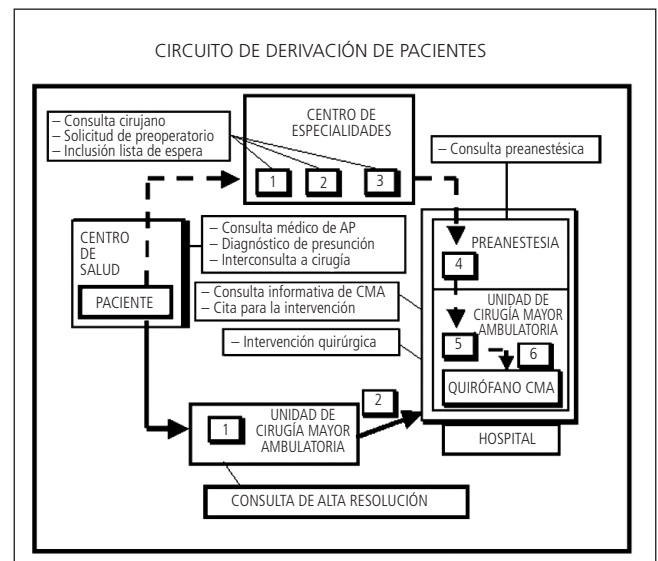 CIRCUITO DE DERIVACIÓN DE PACIENTES
– Consulta cirujano
– Solicitud de preoperatorio
– Inclusión lista de espera
CENTRO DE
ESPECIALIDADES
1 2 3
– Consulta preanestésica
CENTRO
DE
SALUD
PACIENTE
– Consulta médico de AP
– Diagnóstico de presunción
– Interconsulta a cirugía
PREANESTESIA
4
– Consulta informativa de CMA
– Cita para la intervención
UNIDAD DE
CIRUGÍA MAYOR
AMBULATORIA
– Intervención quirúrgica
5
6
QUIRÓFANO CMA
HOSPITAL
1
UNIDAD DE
CIRUGÍA MAYOR
AMBULATORIA
2
CONSULTA DE ALTA RESOLUCIÓN